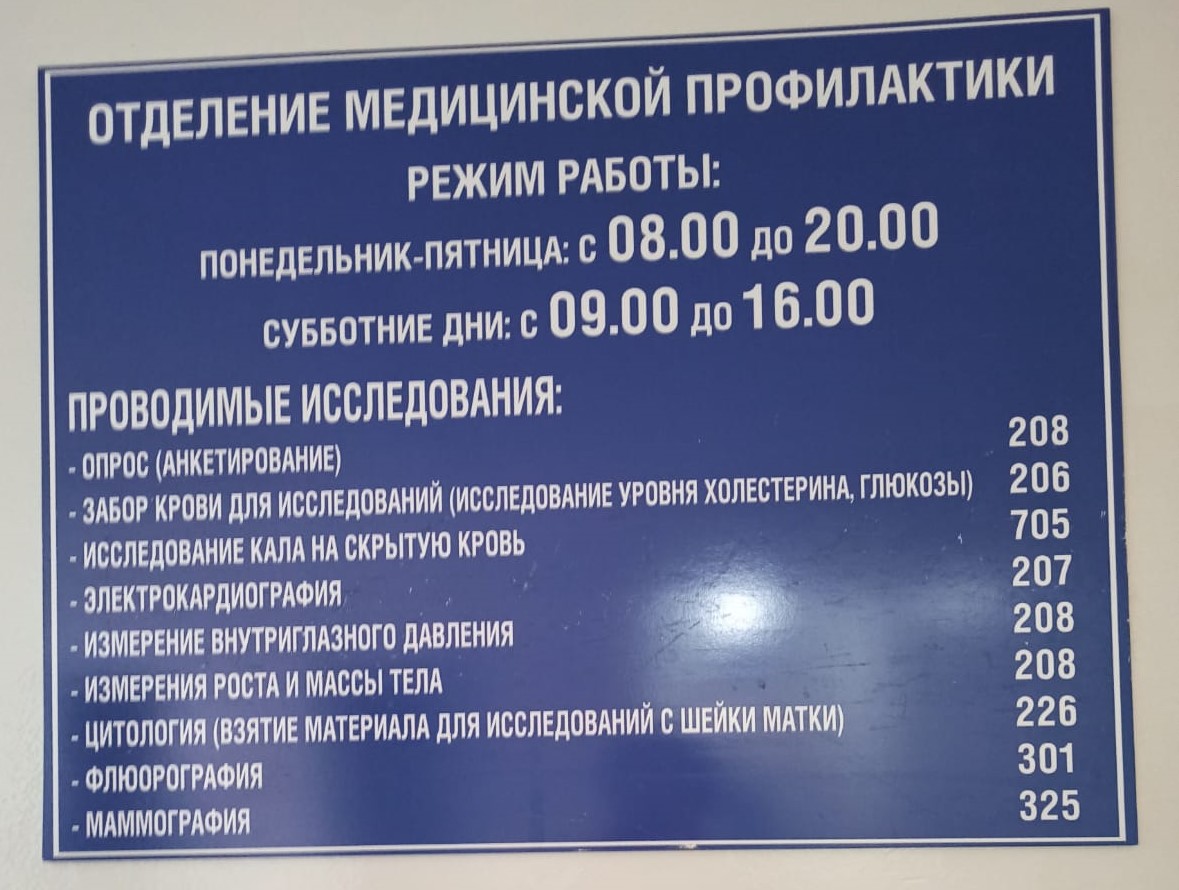 ОТДЕЛЕНИЕ МЕДИЦИНСКОЙ ПРОФИЛАКТИКИ
РЕЖИМ РАБОТЫ:
ПОНЕДЕЛЬНИК-ПЯТНИЦА: С 08.00 ДО 20.00
СУББОТНИЕ ДНИ: С 09.00 ДО 16.00
ПРОВОДИМЫЕ ИССЛЕДОВАНИЯ:
- ОПРОС (АНКЕТИРОВАНИЕ) 208
- ЗАБОР КРОВИ ДЛЯ ИССЛЕДОВАНИЙ (ИССЛЕДОВАНИЕ УРОВНЯ ХОЛЕСТЕРИНА, ГЛЮКОЗЫ) 206
- ИССЛЕДОВАНИЕ КАЛА НА СКРЫТУЮ КРОВЬ 705
- ЭЛЕКТРОКАРДИОГРАФИЯ 207
- ИЗМЕРЕНИЕ ВНУТРИГЛАЗНОГО ДАВЛЕНИЯ 208
- ИЗМЕРЕНИЯ РОСТА И МАССЫ ТЕЛА 208
- ЦИТОЛОГИЯ (ВЗЯТИЕ МАТЕРИАЛА ДЛЯ ИССЛЕДОВАНИЙ С ШЕЙКИ МАТКИ) 226
- ФЛЮОРОГРАФИЯ 301
- МАММОГРАФИЯ 325